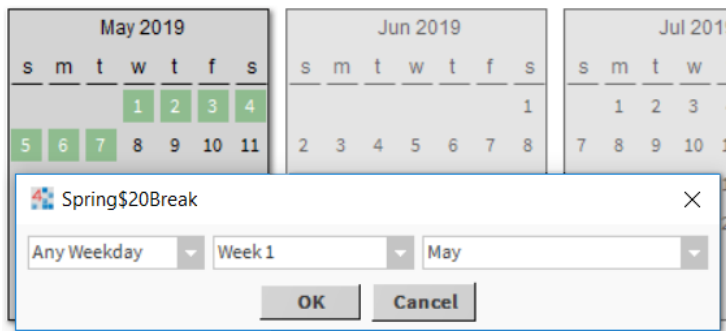 May 2019 Jun 2019 Jul 201
s m t w t f s s m t w t f s s m t w
1 2 3 4 1 1 2 3
5 6 7 8 9 10 11 2 3 4 5 6 7 8 7 8 9 10
Spring$20Break
Any Weekday Week 1 May
OK Cancel